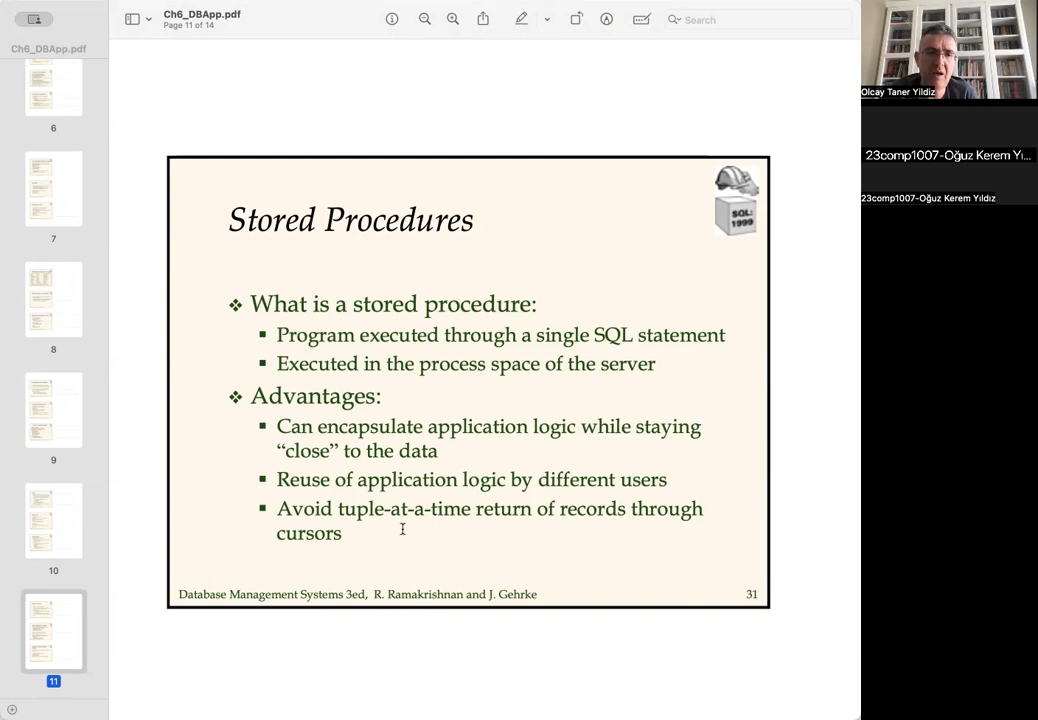 Ch6_DBApp.pdf
Page 11 of 14
Search
Ch6_DBApp.pdf
6
7
8
9
10
11
Stored Procedures
SQL:
1999
❖ What is a stored procedure:
▪ Program executed through a single SQL statement
▪ Executed in the process space of the server
❖ Advantages:
▪ Can encapsulate application logic while staying
“close” to the data
▪ Reuse of application logic by different users
▪ Avoid tuple-at-a-time return of records through
cursors
Database Management Systems 3ed, R. Ramakrishnan and J. Gehrke
31
Olcay Taner Yildiz
23comp1007-Oğuz Kerem Yı...
23comp1007-Oğuz Kerem Yıldız